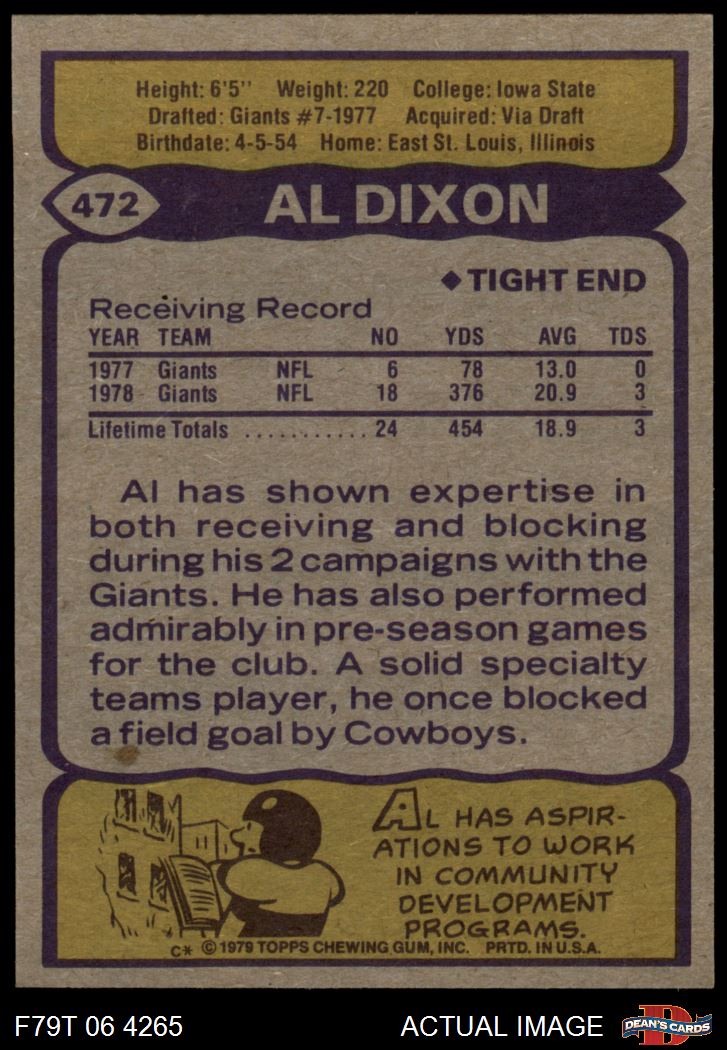 Height: 6'5" Weight: 220 College: Iowa State
Drafted: Giants #7-1977 Acquired: Via Draft
Birthdate: 4-5-54 Home: East St. Louis, Illinois
472 AL DIXON
◆ TIGHT END
Receiving Record
YEAR TEAM NO YDS AVG TDS
1977 Giants NFL 6 78 13.0 0
1978 Giants NFL 18 376 20.9 3
Lifetime Totals ........... 24 454 18.9 3
Al has shown expertise in
both receiving and blocking
during his 2 campaigns with the
Giants. He has also performed
admirably in pre-season games
for the club. A solid specialty
teams player, he once blocked
a field goal by Cowboys.
AL HAS ASPIR-
ATIONS TO WORK
IN COMMUNITY
DEVELOPMENT
PROGRAMS.
C* © 1979 TOPPS CHEWING GUM, INC. PRTD. IN U.S.A.
F79T 06 4265 ACTUAL IMAGE D DEAN'S CARDS